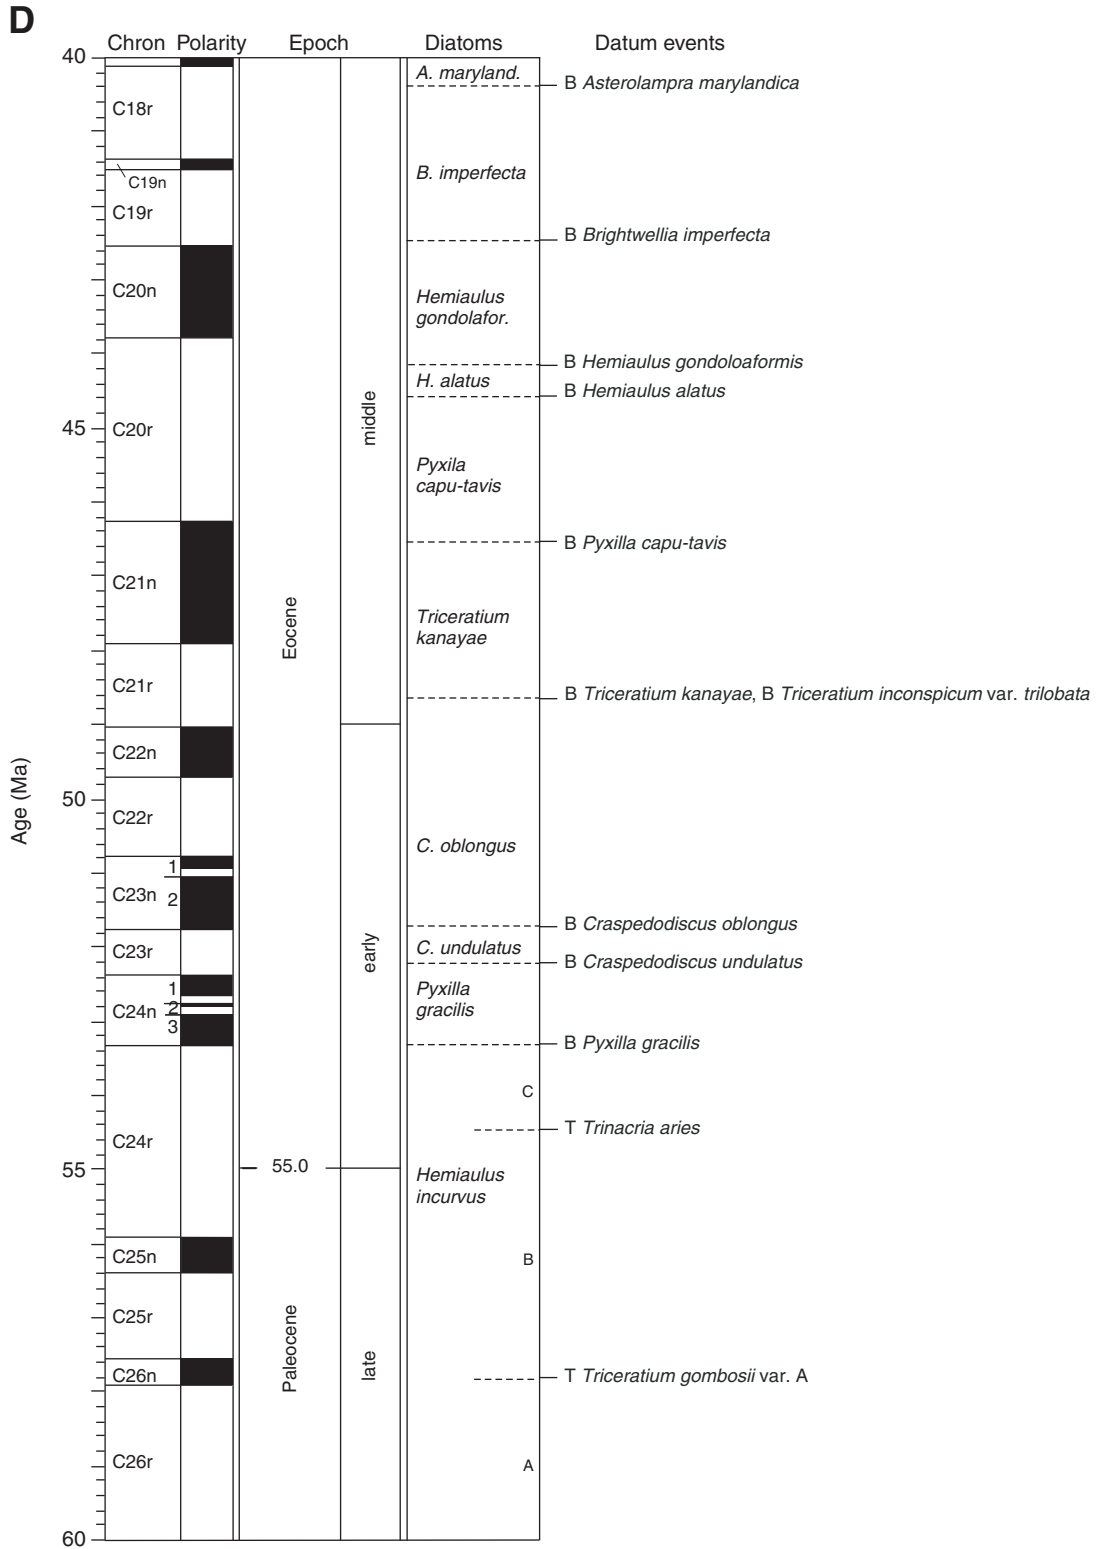 D
Chron Polarity Epoch Diatoms Datum events
40
A. maryland.
B Asterolampra marylandica
C18r
B. imperfecta
C19n
C19r
B Brightwellia imperfecta
C20n
Hemiaulus
gondolafor.
B Hemiaulus gondoloaformis
H. alatus
B Hemiaulus alatus
middle
45
C20r
Pyxila
capu-tavis
B Pyxilla capu-tavis
C21n
Triceratium
kanayae
Eocene
C21r
B Triceratium kanayae, B Triceratium inconspicum var. trilobata
C22n
Age (Ma)
50
C22r
C. oblongus
1
C23n
2
B Craspedodiscus oblongus
early
C23r
C. undulatus
B Craspedodiscus undulatus
1
Pyxilla
gracilis
C24n
2
3
B Pyxilla gracilis
C
T Trinacria aries
C24r
55
55.0
Hemiaulus
incurvus
C25n
B
C25r
Paleocene
late
C26n
T Triceratium gombosii var. A
C26r
A
60